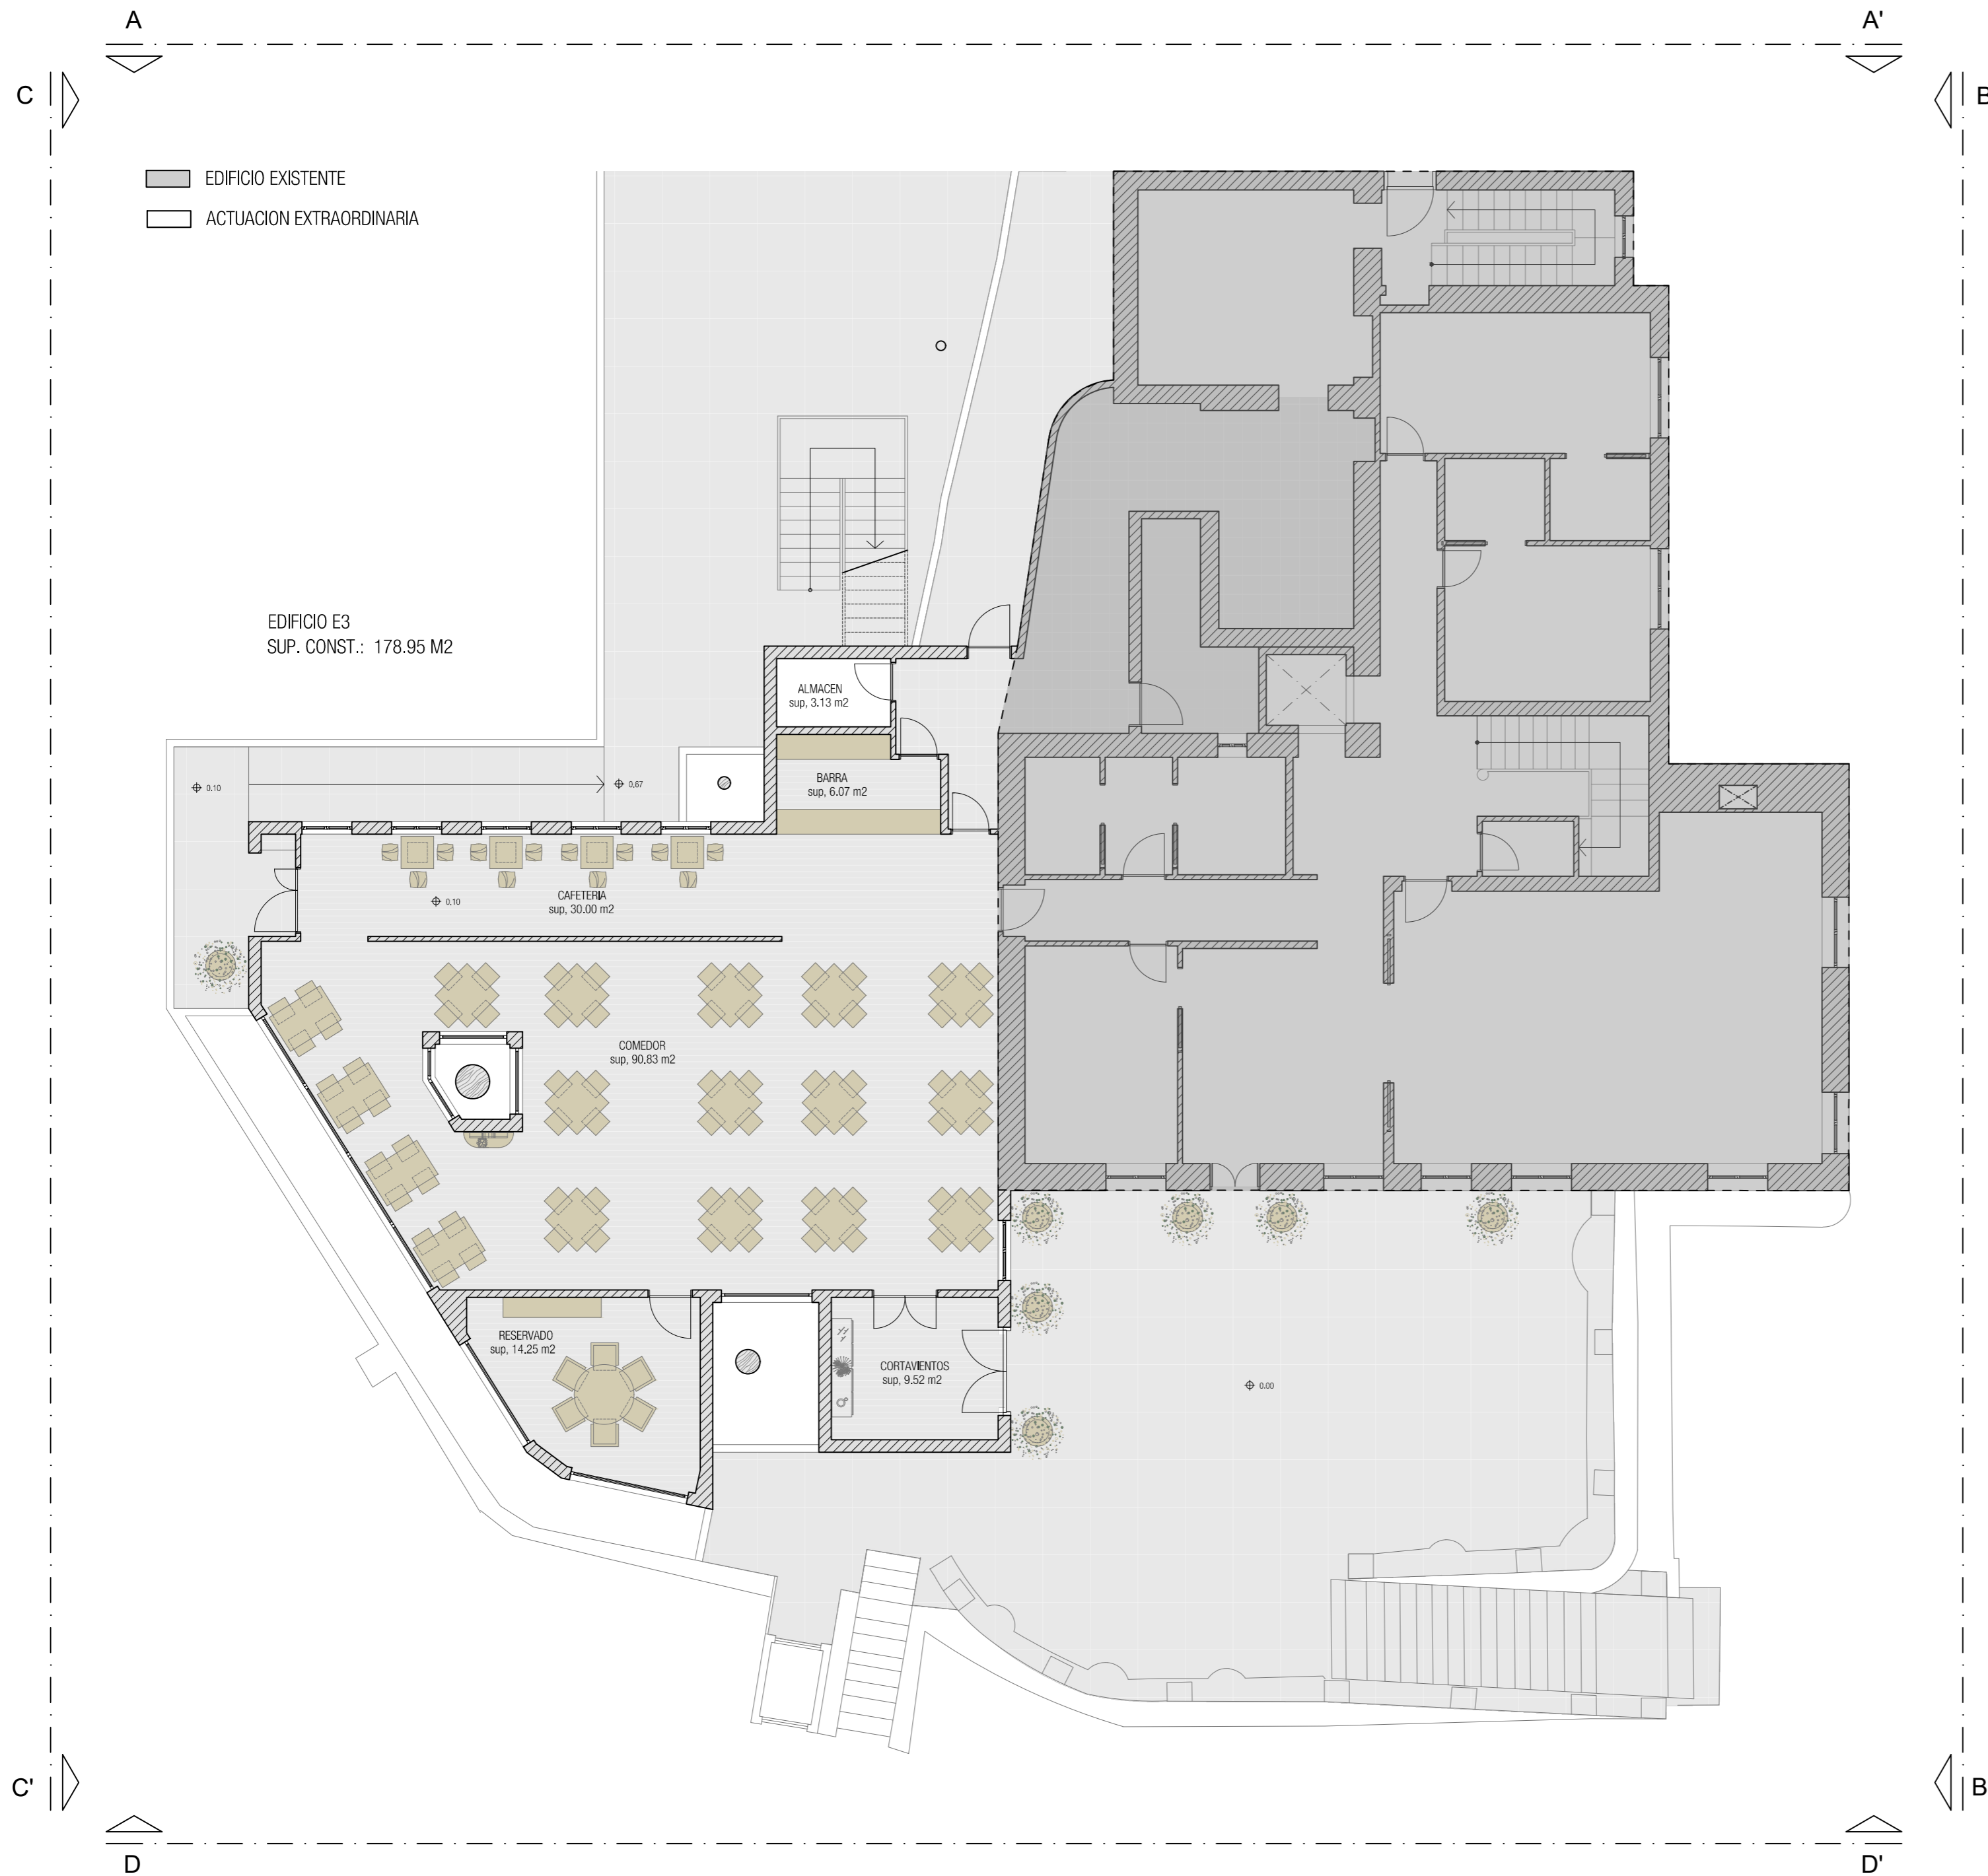 A
A'
C
B
EDIFICIO EXISTENTE
ACTUACION EXTRAORDINARIA
EDIFICIO E3
SUP. CONST.: 178.95 M2
ALMACEN
sup, 3.13 m2
BARRA
sup, 6.07 m2
0.10
0.67
CAFETERIA
sup, 30.00 m2
0.10
COMEDOR
sup, 90.83 m2
RESERVADO
sup, 14.25 m2
CORTAVIENTOS
sup, 9.52 m2
0.00
C'
B
D
D'